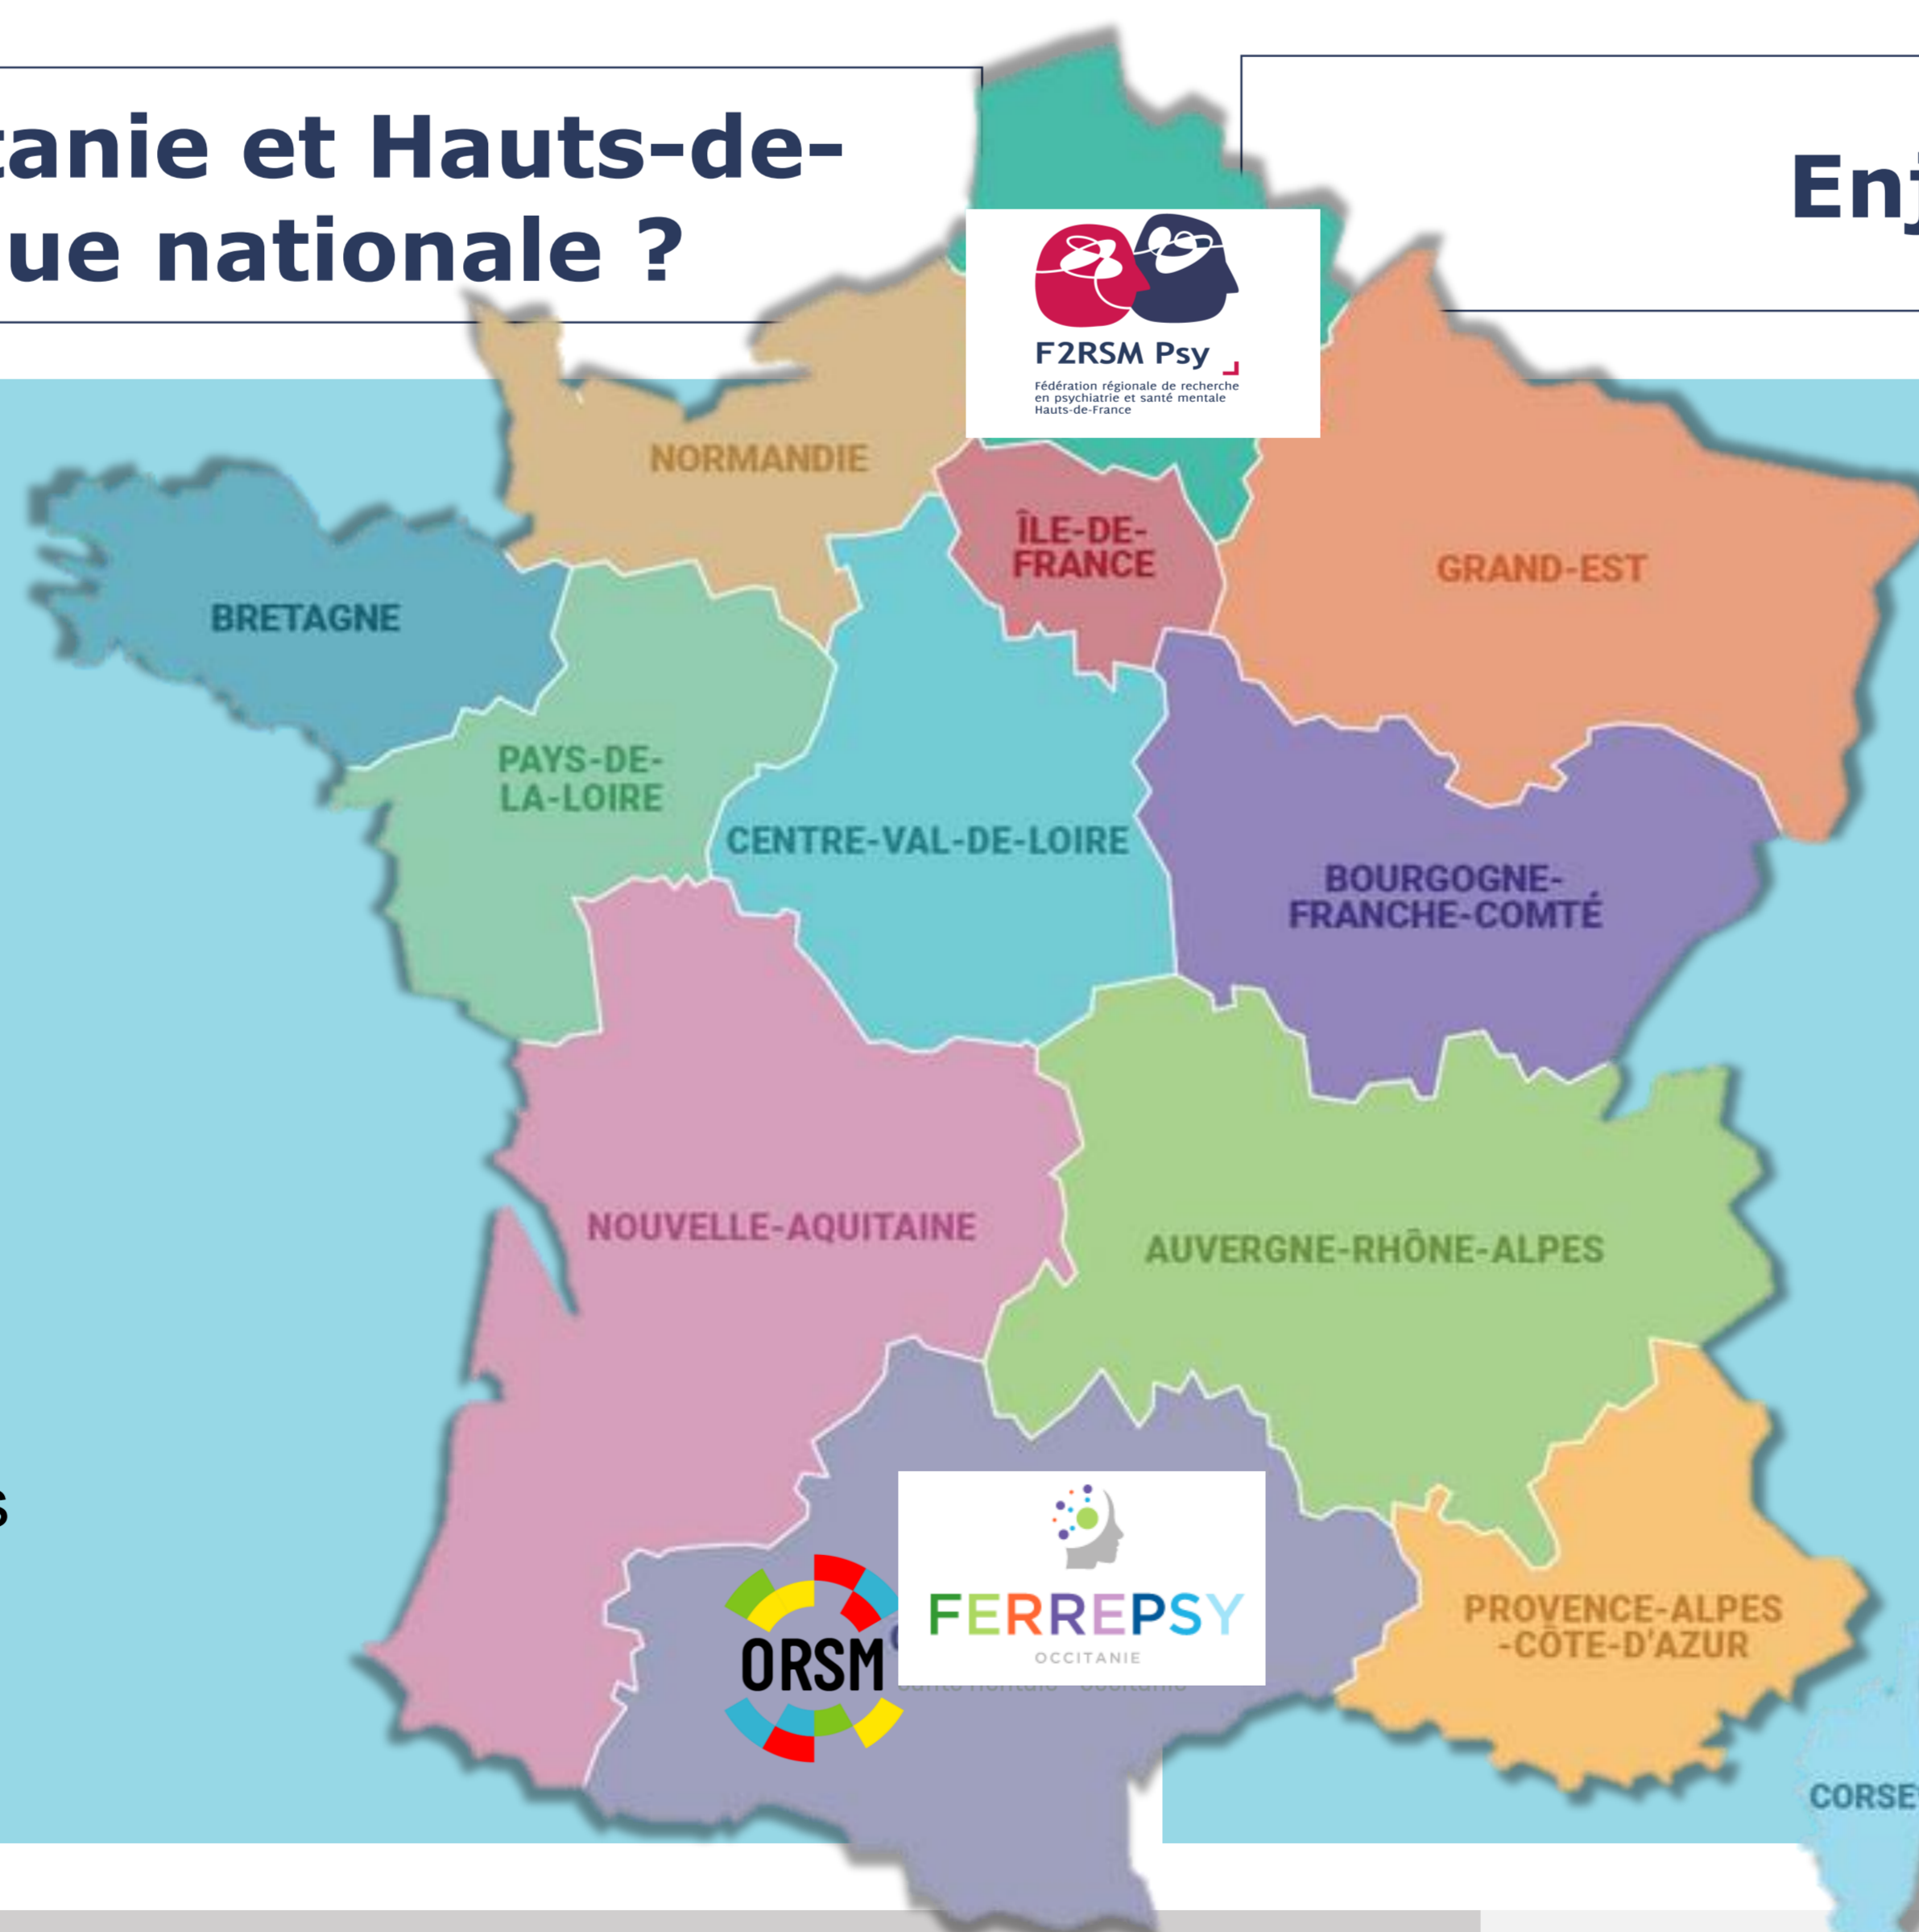 tanie et Hauts-de-
ue nationale ?
Enj
F2RSM Psy
Fédération régionale de recherche
en psychiatrie et santé mentale
Hauts-de-France
NORMANDIE
ÎLE-DE-
FRANCE
GRAND-EST
BRETAGNE
PAYS-DE-
LA-LOIRE
CENTRE-VAL-DE-LOIRE
BOURGOGNE-
FRANCHE-COMTÉ
NOUVELLE-AQUITAINE
AUVERGNE-RHÔNE-ALPES
s
FERREPSY
OCCITANIE
ORSM
PROVENCE-ALPES
-CÔTE-D'AZUR
CORSE